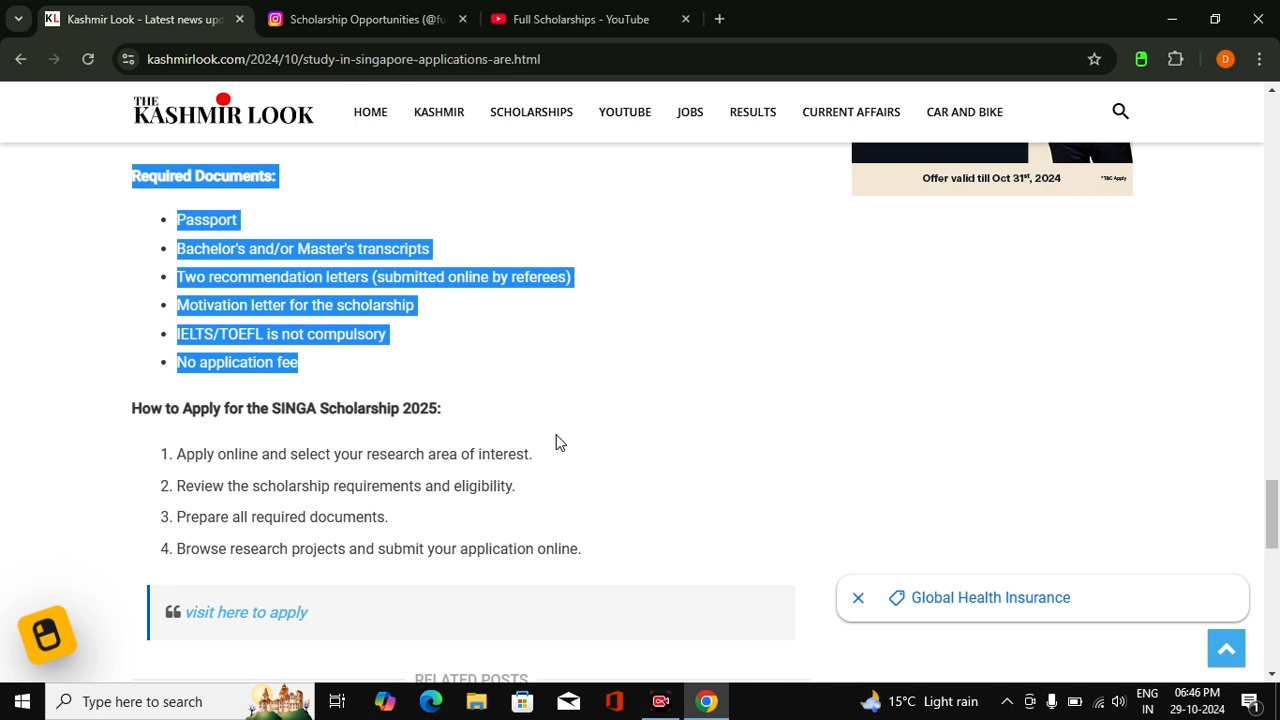 KL Kashmir Look - Latest news upd
Scholarship Opportunities (@fu
Full Scholarships - YouTube
kashmirlook.com/2024/10/study-in-singapore-applications-are.html
D
THE
KASHMIR LOOK
HOME
KASHMIR
SCHOLARSHIPS
YOUTUBE
JOBS
RESULTS
CURRENT AFFAIRS
CAR AND BIKE
Offer valid till Oct 31st, 2024
*T&C Apply
Required Documents:
Passport
Bachelor's and/or Master's transcripts
Two recommendation letters (submitted online by referees)
Motivation letter for the scholarship
IELTS/TOEFL is not compulsory
No application fee
How to Apply for the SINGA Scholarship 2025:
1. Apply online and select your research area of interest.
2. Review the scholarship requirements and eligibility.
3. Prepare all required documents.
4. Browse research projects and submit your application online.
visit here to apply
Global Health Insurance
RELATED POSTS
Type here to search
15°C Light rain
ENG
IN
06:46 PM
29-10-2024
1